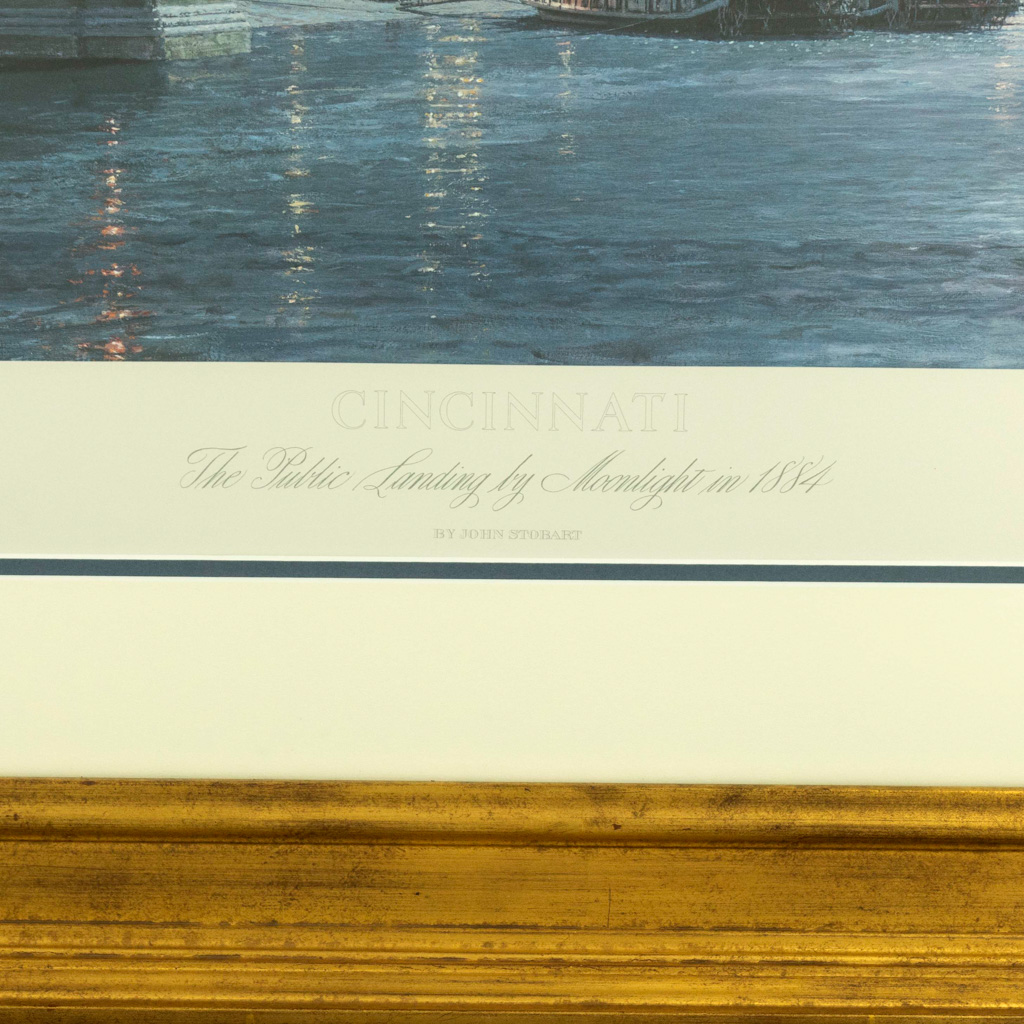 CINCINNATI
The Public Landing by Moonlight in 1884
BY JOHN STOBART